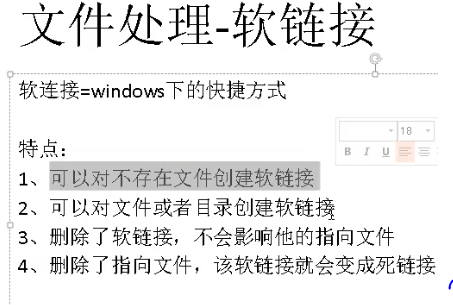 文件处理-软链接
软连接=windows下的快捷方式
特点：
18
B I U
1、可以对不存在文件创建软链接
2、可以对文件或者目录创建软链接
3、删除了软链接，不会影响他的指向文件
4、删除了指向文件，该软链接就会变成死链接